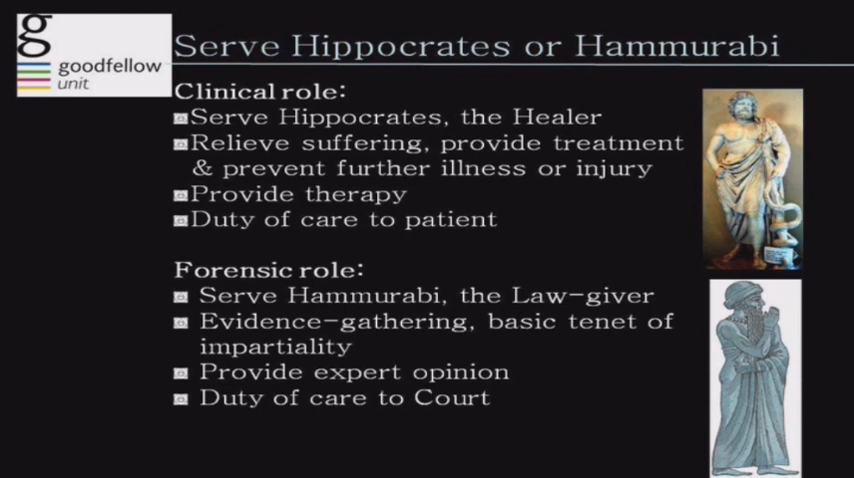 g
goodfellow
unit
Serve Hippocrates or Hammurabi
Clinical role:
Serve Hippocrates, the Healer
Relieve suffering, provide treatment
& prevent further illness or injury
Provide therapy
Duty of care to patient
Forensic role:
Serve Hammurabi, the Law-giver
Evidence-gathering, basic tenet of
impartiality
Provide expert opinion
Duty of care to Court